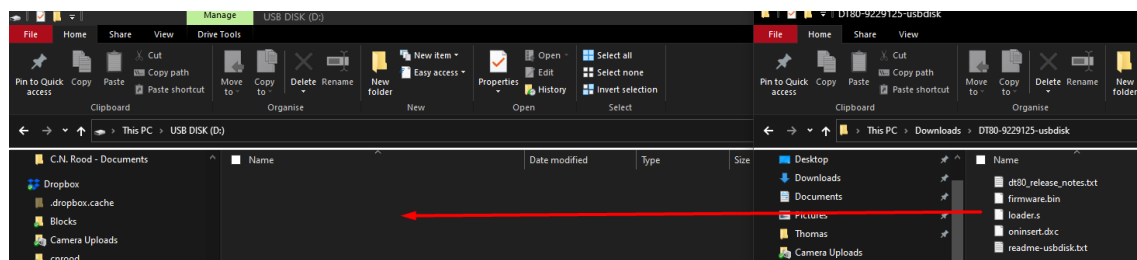 Manage
USB DISK (D:)
File
Home
Share
View
Drive Tools
Pin to Quick access
Copy
Paste
Cut
Copy path
Paste shortcut
Move to
Copy to
Delete
Rename
New folder
New item
Easy access
Properties
Open
Edit
History
Select all
Select none
Invert selection
Clipboard
Organise
New
Open
Select
This PC > USB DISK (D:)
C.N. Rood - Documents
Dropbox
.dropbox.cache
Blocks
Camera Uploads
cnrood
Name
Date modified
Type
Size
DT80-9229125-usbdisk
File
Home
Share
View
Pin to Quick access
Copy
Paste
Cut
Copy path
Paste shortcut
Move to
Copy to
Delete
Rename
New folder
Clipboard
Organise
This PC > Downloads > DT80-9229125-usbdisk
Desktop
Downloads
Documents
Pictures
Thomas
Camera Uploads
Name
dt80_release_notes.txt
firmware.bin
loader.s
oninsert.dxc
readme-usbdisk.txt